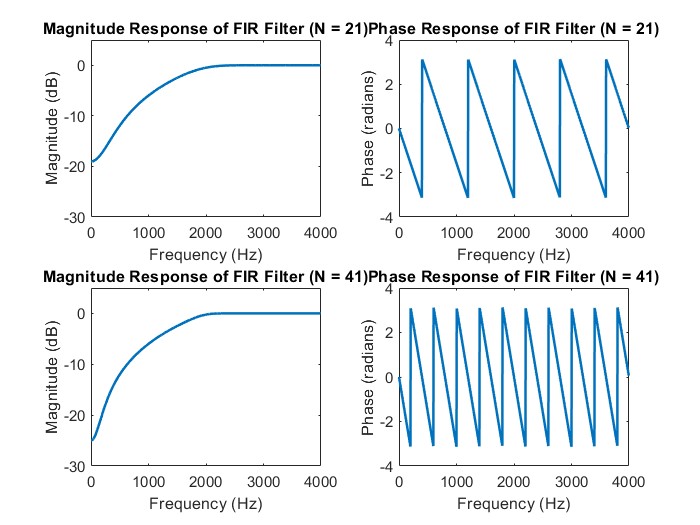 Magnitude Response of FIR Filter (N = 21)
0
-10
-20
-30
Magnitude (dB)
0 1000 2000 3000 4000
Frequency (Hz)
Phase Response of FIR Filter (N = 21)
4
2
0
-2
-4
Phase (radians)
0 1000 2000 3000 4000
Frequency (Hz)
Magnitude Response of FIR Filter (N = 41)
0
-10
-20
-30
Magnitude (dB)
0 1000 2000 3000 4000
Frequency (Hz)
Phase Response of FIR Filter (N = 41)
4
2
0
-2
-4
Phase (radians)
0 1000 2000 3000 4000
Frequency (Hz)